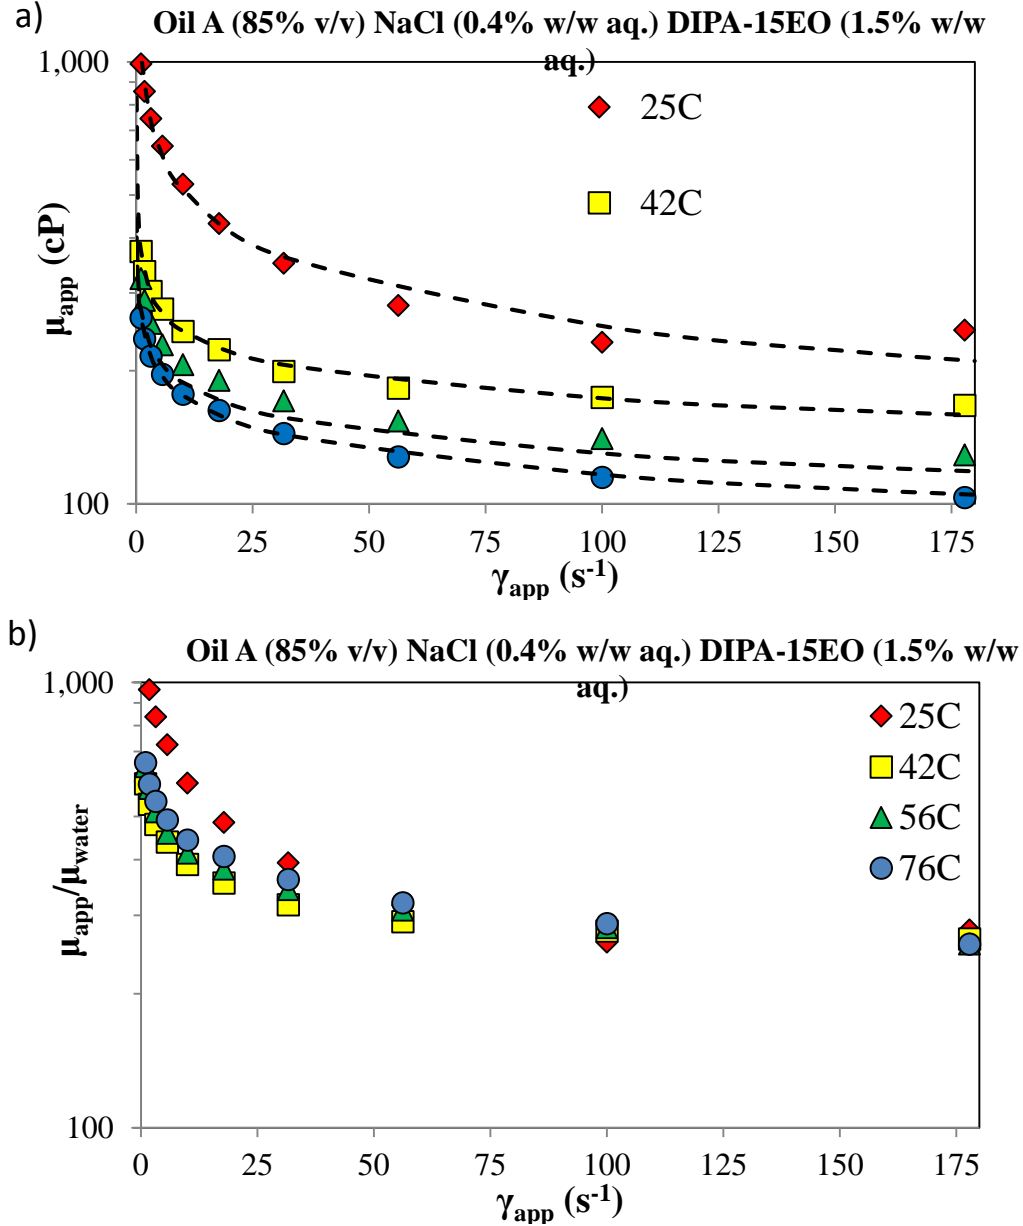 a)
Oil A (85% v/v) NaCl (0.4% w/w aq.) DIPA-15EO (1.5% w/w
aq.)
1,000
25C
42C
μapp (cP)
100
0 25 50 75 100 125 150 175
γapp (s-1)
b)
Oil A (85% v/v) NaCl (0.4% w/w aq.) DIPA-15EO (1.5% w/w
aq.)
1,000
25C
42C
56C
76C
μapp/μwater
100
0 25 50 75 100 125 150 175
γapp (s-1)